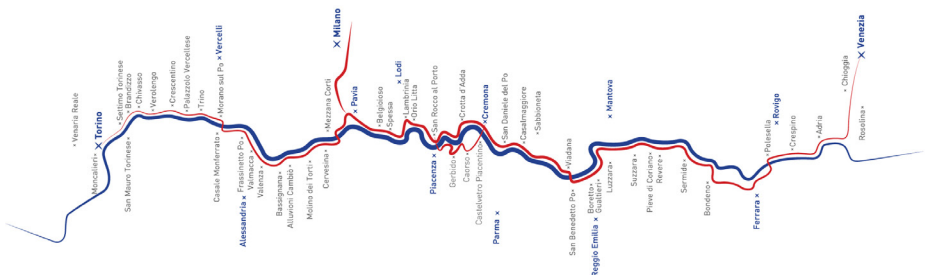 Venaria Reale
Torino
Moncalieri
Settimo Torinese
San Mauro Torinese
Brandizzo
Chivasso
Verolengo
Crescentino
Palazzolo Vercellese
Trino
Morano sul Po
Vercelli
Casale Monferrato
Frassinetto Po
Alessandria
Valmacca
Valenza
Bassignana
Alluvioni Cambiò
Molino dei Torti
Cervesina
Mezzana Corti
Milano
Pavia
Belgioioso
Spessa
Lodi
Lambrinia
Orio Litta
San Rocco al Porto
Piacenza
Gerbido
Caorso
Crotta d'Adda
Castelvetro Piacentino
Cremona
Parma
San Daniele del Po
Casalmaggiore
Sabbioneta
Viadana
San Benedetto Po
Boretto
Reggio Emilia
Gualtieri
Mantova
Luzzara
Suzzara
Pieve di Coriano
Revere
Sermide
Bondeno
Ferrara
Polesella
Rovigo
Crespino
Adria
Chioggia
Venezia
Rosolina